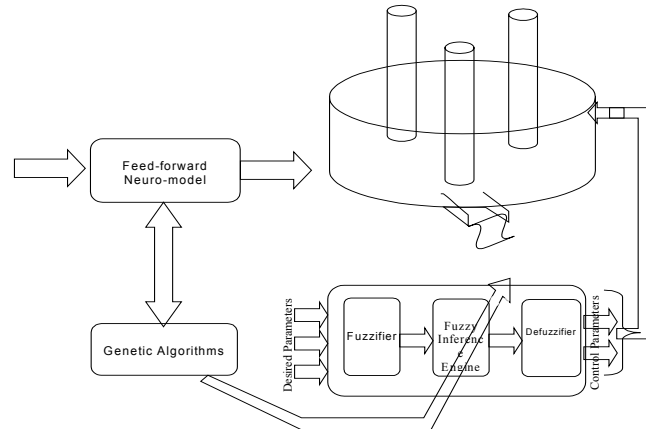 Feed-forward
Neuro-model
Genetic Algorithms
Desired Parameters
Fuzzifier
Fuzzy
Inferenc
e
Engine
Defuzzifier
Control Parameters